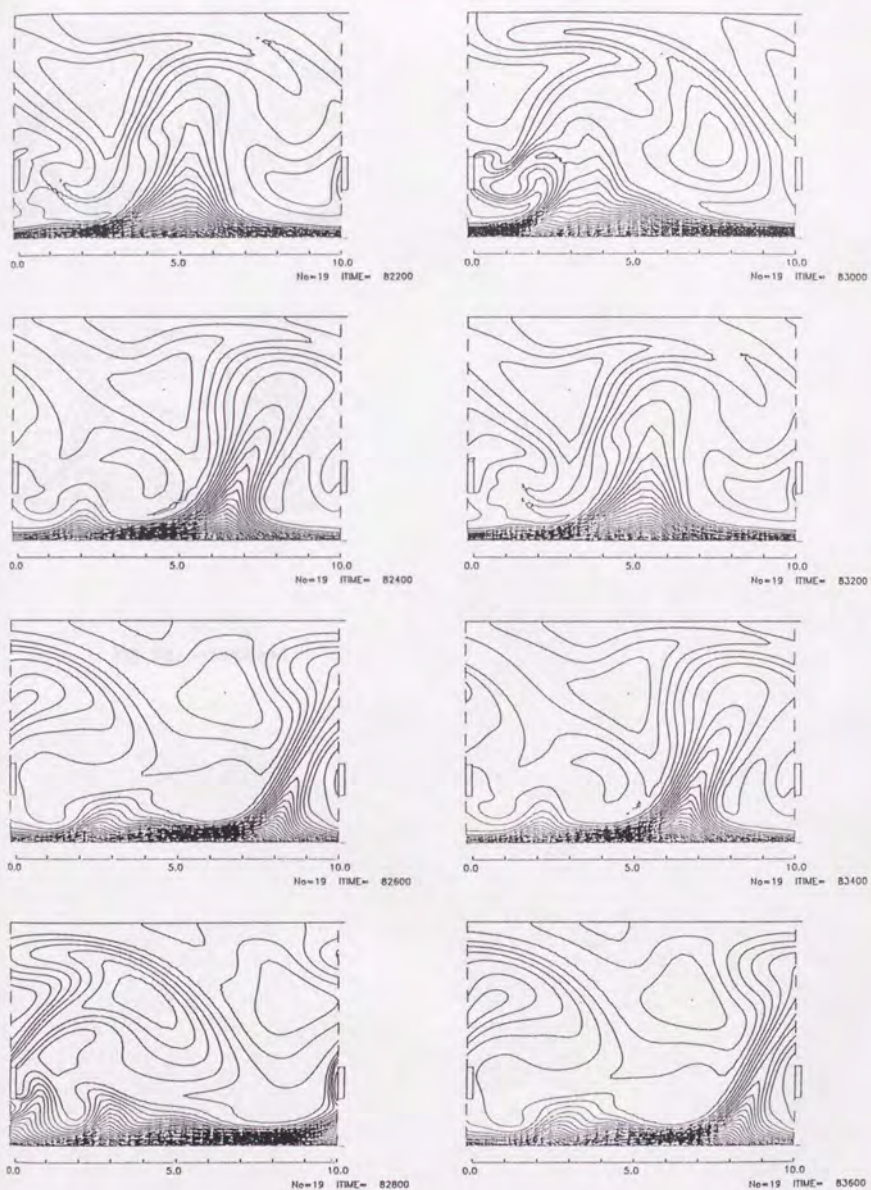 0.0 5.0 10.0
No=19 ITIME= 82200
0.0 5.0 10.0
No=19 ITIME= 83000
0.0 5.0 10.0
No=19 ITIME= 82400
0.0 5.0 10.0
No=19 ITIME= 83200
0.0 5.0 10.0
No=19 ITIME= 82600
0.0 5.0 10.0
No=19 ITIME= 83400
0.0 5.0 10.0
No=19 ITIME= 82800
0.0 5.0 10.0
No=19 ITIME= 83600